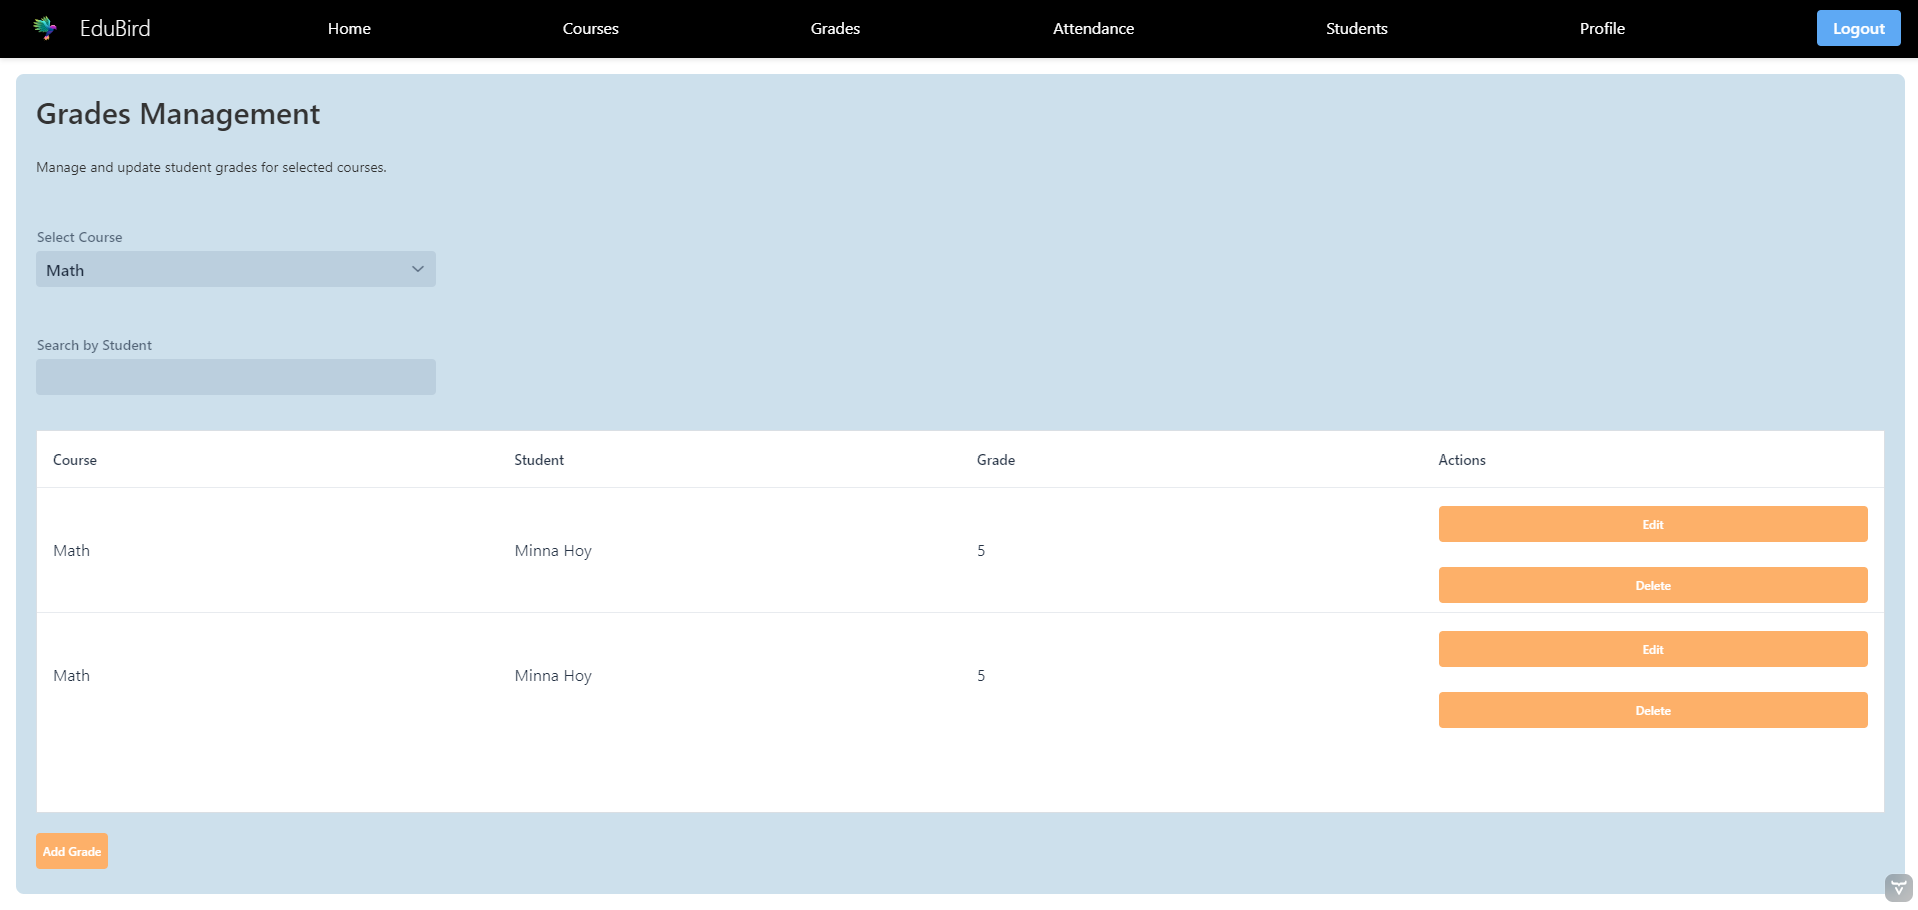 EduBird Home Courses Grades Attendance Students Profile Logout
Grades Management
Manage and update student grades for selected courses.
Select Course
Math
Search by Student
Course Student Grade Actions
Edit
Math Minna Hoy 5
Delete
Edit
Math Minna Hoy 5
Delete
Add Grade